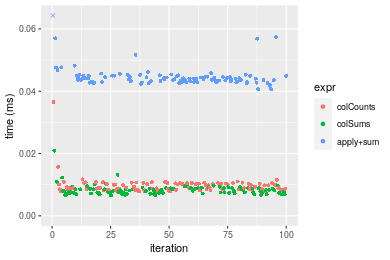 0.06
0.04
0.02
0.00
time (ms)
0
25
50
75
100
iteration
expr
colCounts
colSums
apply+sum